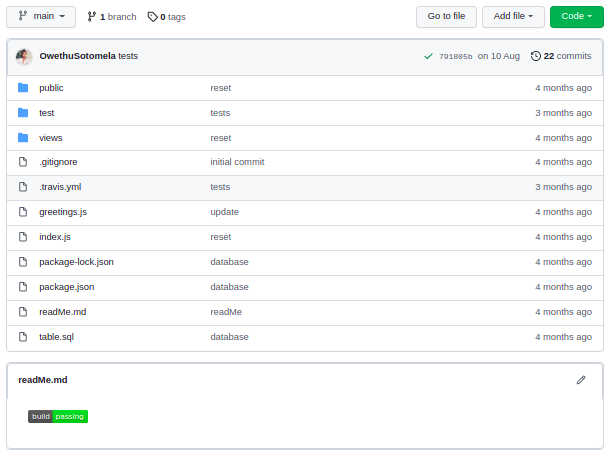 main 1 branch 0 tags Go to file Add file Code
OwethuSotomela tests 791805b on 10 Aug 22 commits
public reset 4 months ago
test tests 3 months ago
views reset 4 months ago
.gitignore initial commit 4 months ago
.travis.yml tests 3 months ago
greetings.js update 4 months ago
index.js reset 4 months ago
package-lock.json database 4 months ago
package.json database 4 months ago
readMe.md readMe 4 months ago
table.sql database 4 months ago
readMe.md
build passing